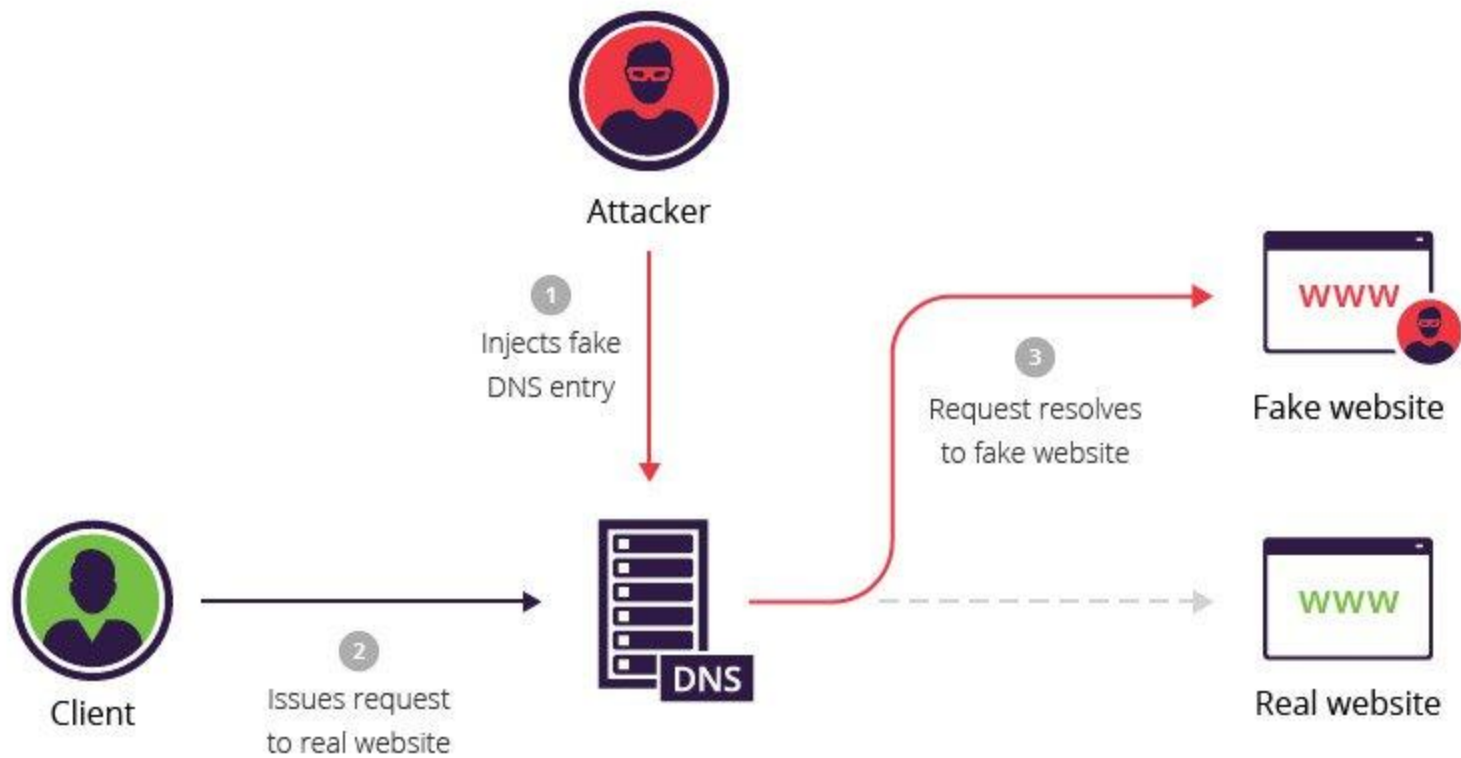 Attacker
1
Injects fake
DNS entry
www
3
Request resolves
to fake website
Fake website
Client
2
Issues request
to real website
DNS
www
Real website